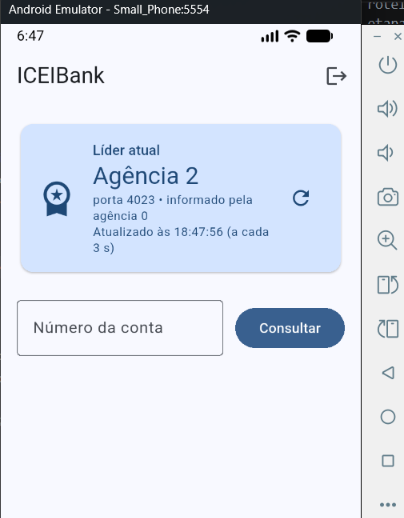 Android Emulator - Small_Phone:5554
6:47
ICEIBank
Líder atual
Agência 2
porta 4023 • informado pela
agência 0
Atualizado às 18:47:56 (a cada
3 s)
Número da conta
Consultar